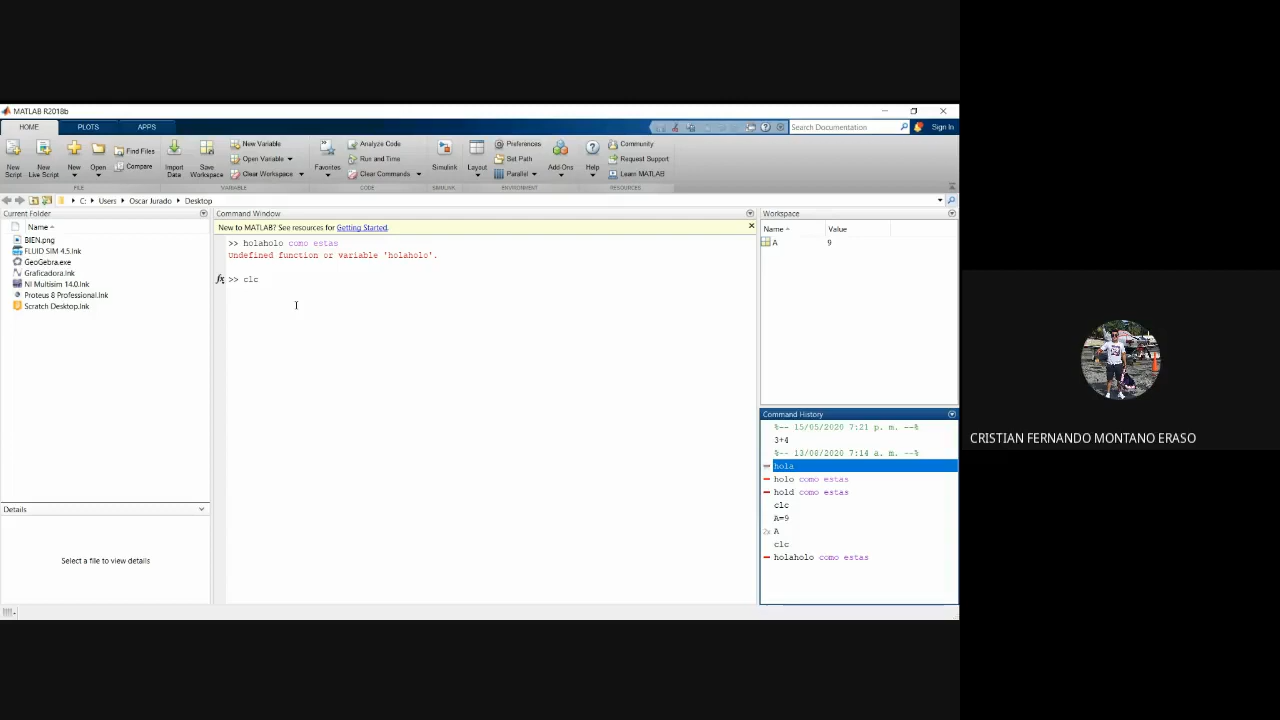 MATLAB R2018b
HOME PLOTS APPS
Search Documentation
Sign In
New Script
New Live Script
New
Open
Find Files
Compare
Import Data
Save Workspace
New Variable
Open Variable
Clear Workspace
Favorites
Analyze Code
Run and Time
Clear Commands
Simulink
Layout
Preferences
Set Path
Parallel
Add-Ons
Help
Community
Request Support
Learn MATLAB
FILE VARIABLE CODE SIMULINK ENVIRONMENT RESOURCES
C: Users Oscar Jurado Desktop
Current Folder
Name
BIEN.png
FLUID SIM 4.5.lnk
GeoGebra.exe
Graficadora.lnk
NI Multisim 14.0.lnk
Proteus 8 Professional.lnk
Scratch Desktop.lnk
Details
Select a file to view details
Command Window
New to MATLAB? See resources for Getting Started.
>> holaholo como estas
Undefined function or variable 'holaholo'.
fx >> clc
Workspace
Name Value
A 9
Command History
%-- 15/05/2020 7:21 p. m. --%
3+4
%-- 13/08/2020 7:14 a. m. --%
hola
holo como estas
hold como estas
clc
A=9
2x A
clc
holaholo como estas
CRISTIAN FERNANDO MONTANO ERASO